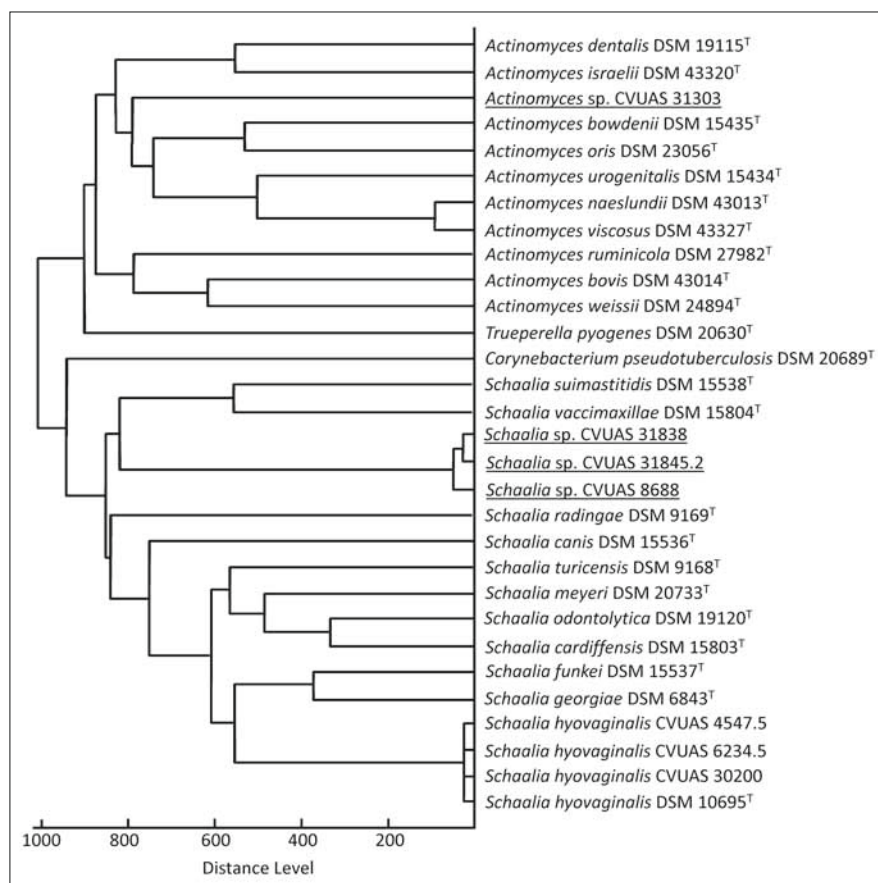 Actinomyces dentalis DSM 19115ᵀ
Actinomyces israelii DSM 43320ᵀ
Actinomyces sp. CVUAS 31303
Actinomyces bowdenii DSM 15435ᵀ
Actinomyces oris DSM 23056ᵀ
Actinomyces urogenitalis DSM 15434ᵀ
Actinomyces naeslundii DSM 43013ᵀ
Actinomyces viscosus DSM 43327ᵀ
Actinomyces ruminicola DSM 27982ᵀ
Actinomyces bovis DSM 43014ᵀ
Actinomyces weissii DSM 24894ᵀ
Trueperella pyogenes DSM 20630ᵀ
Corynebacterium pseudotuberculosis DSM 20689ᵀ
Schaalia suimastitidis DSM 15538ᵀ
Schaalia vaccimaxillae DSM 15804ᵀ
Schaalia sp. CVUAS 31838
Schaalia sp. CVUAS 31845.2
Schaalia sp. CVUAS 8688
Schaalia radingae DSM 9169ᵀ
Schaalia canis DSM 15536ᵀ
Schaalia turicensis DSM 9168ᵀ
Schaalia meyeri DSM 20733ᵀ
Schaalia odontolytica DSM 19120ᵀ
Schaalia cardiffensis DSM 15803ᵀ
Schaalia funkei DSM 15537ᵀ
Schaalia georgiae DSM 6843ᵀ
Schaalia hyovaginalis CVUAS 4547.5
Schaalia hyovaginalis CVUAS 6234.5
Schaalia hyovaginalis CVUAS 30200
Schaalia hyovaginalis DSM 10695ᵀ
1000 800 600 400 200
Distance Level